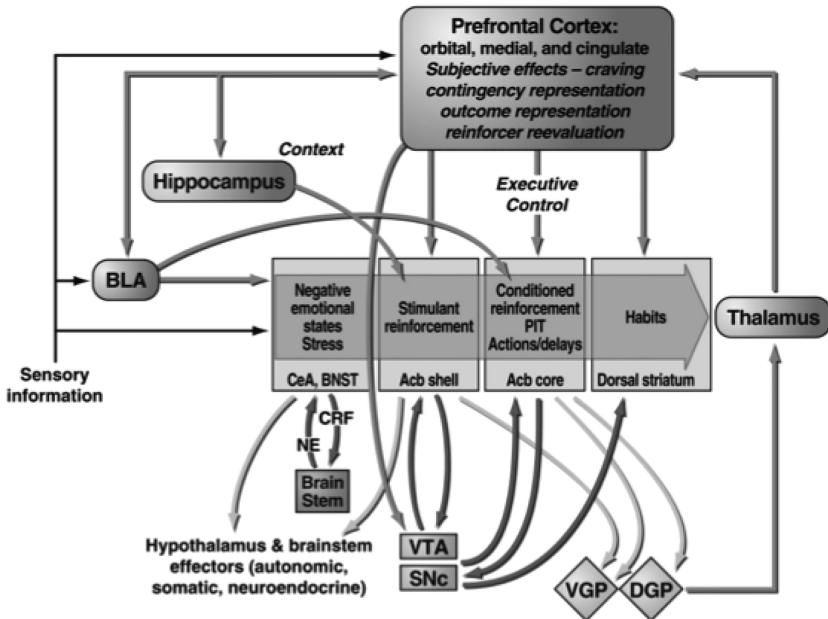 Prefrontal Cortex:
orbital, medial, and cingulate
Subjective effects – craving
contingency representation
outcome representation
reinforcer reevaluation
Context
Hippocampus
Executive
Control
BLA
Negative
emotional
states
Stress
Stimulant
reinforcement
Conditioned
reinforcement
PIT
Actions/delays
Habits
Thalamus
CeA, BNST
Acb shell
Acb core
Dorsal striatum
Sensory
information
CRF
NE
Brain
Stem
Hypothalamus & brainstem
effectors (autonomic,
somatic, neuroendocrine)
VTA
SNc
VGP
DGP